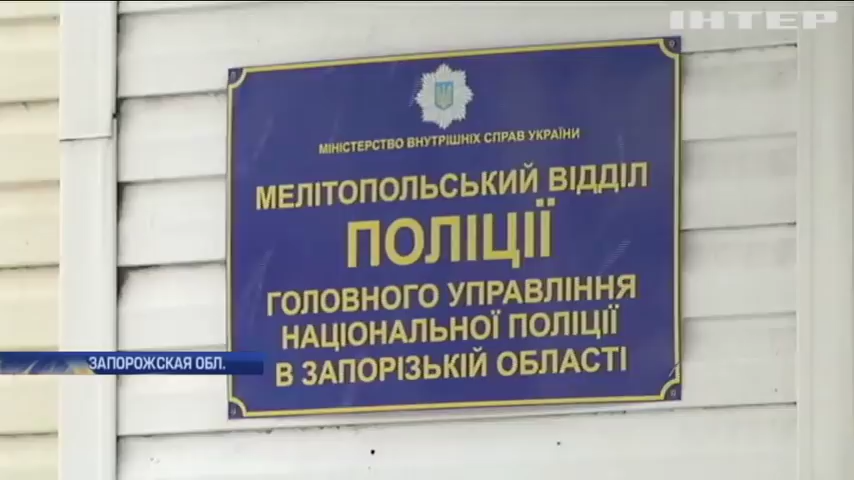 ІНТЕР
МІНІСТЕРСТВО ВНУТРІШНІХ СПРАВ УКРАЇНИ
МЕЛІТОПОЛЬСЬКИЙ ВІДДІЛ
ПОЛІЦІЇ
ГОЛОВНОГО УПРАВЛІННЯ
НАЦІОНАЛЬНОЇ ПОЛІЦІЇ
В ЗАПОРІЗЬКІЙ ОБЛАСТІ
ЗАПОРОЖСКАЯ ОБЛ.